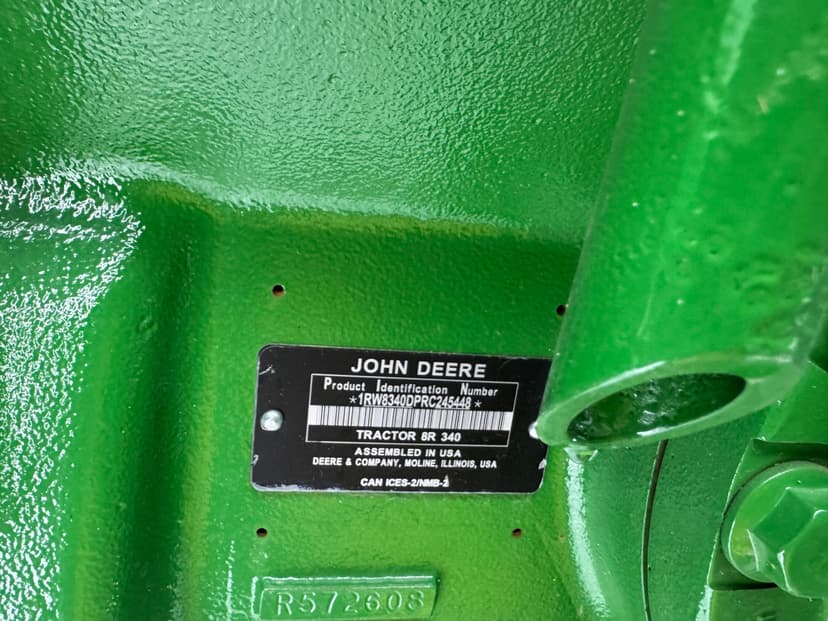 JOHN DEERE
Product Identification Number
*1RW8340DPRC245448*
TRACTOR 8R 340
ASSEMBLED IN USA
DEERE & COMPANY, MOLINE, ILLINOIS, USA
CAN ICES-2/NMB-2
R572608